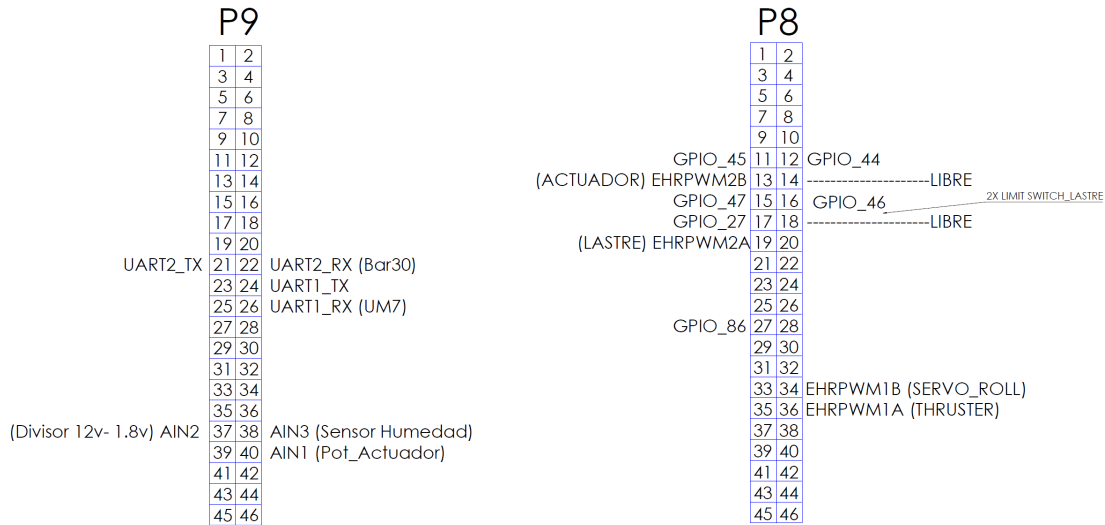 P9
1 2
3 4
5 6
7 8
9 10
11 12
13 14
15 16
17 18
19 20
UART2_TX 21 22 UART2_RX (Bar30)
23 24 UART1_TX
25 26 UART1_RX (UM7)
27 28
29 30
31 32
33 34
35 36
(Divisor 12v- 1.8v) AIN2 37 38 AIN3 (Sensor Humedad)
39 40 AIN1 (Pot_Actuador)
41 42
43 44
45 46
P8
1 2
3 4
5 6
7 8
9 10
GPIO_45 11 12 GPIO_44
(ACTUADOR) EHRPWM2B 13 14 --------------------LIBRE
GPIO_47 15 16 GPIO_46 2X LIMIT SWITCH_LASTRE
GPIO_27 17 18 --------------------LIBRE
(LASTRE) EHRPWM2A 19 20
21 22
23 24
25 26
GPIO_86 27 28
29 30
31 32
33 34 EHRPWM1B (SERVO_ROLL)
35 36 EHRPWM1A (THRUSTER)
37 38
39 40
41 42
43 44
45 46